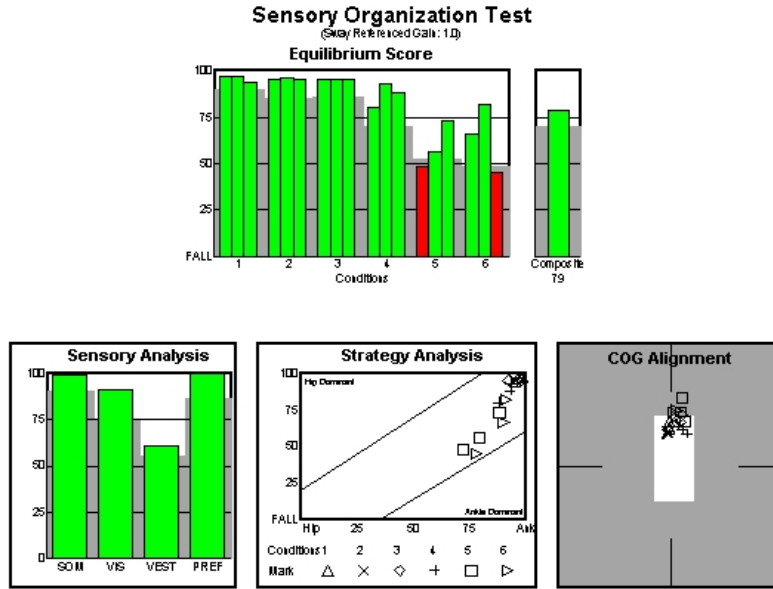 Sensory Organization Test
(Sway Referenced Gain: 1.0)
Equilibrium Score
100
75
50
25
FALL
1 2 3 4 5 6
Conditions
Composite
79
Sensory Analysis
100
75
50
25
0
SOM VIS VEST PREF
Strategy Analysis
100
75
50
25
FALL
Hip Dominant
Ankle Dominant
Hip 25 50 75 Ank
Conditions 1 2 3 4 5 6
Mark
COG Alignment